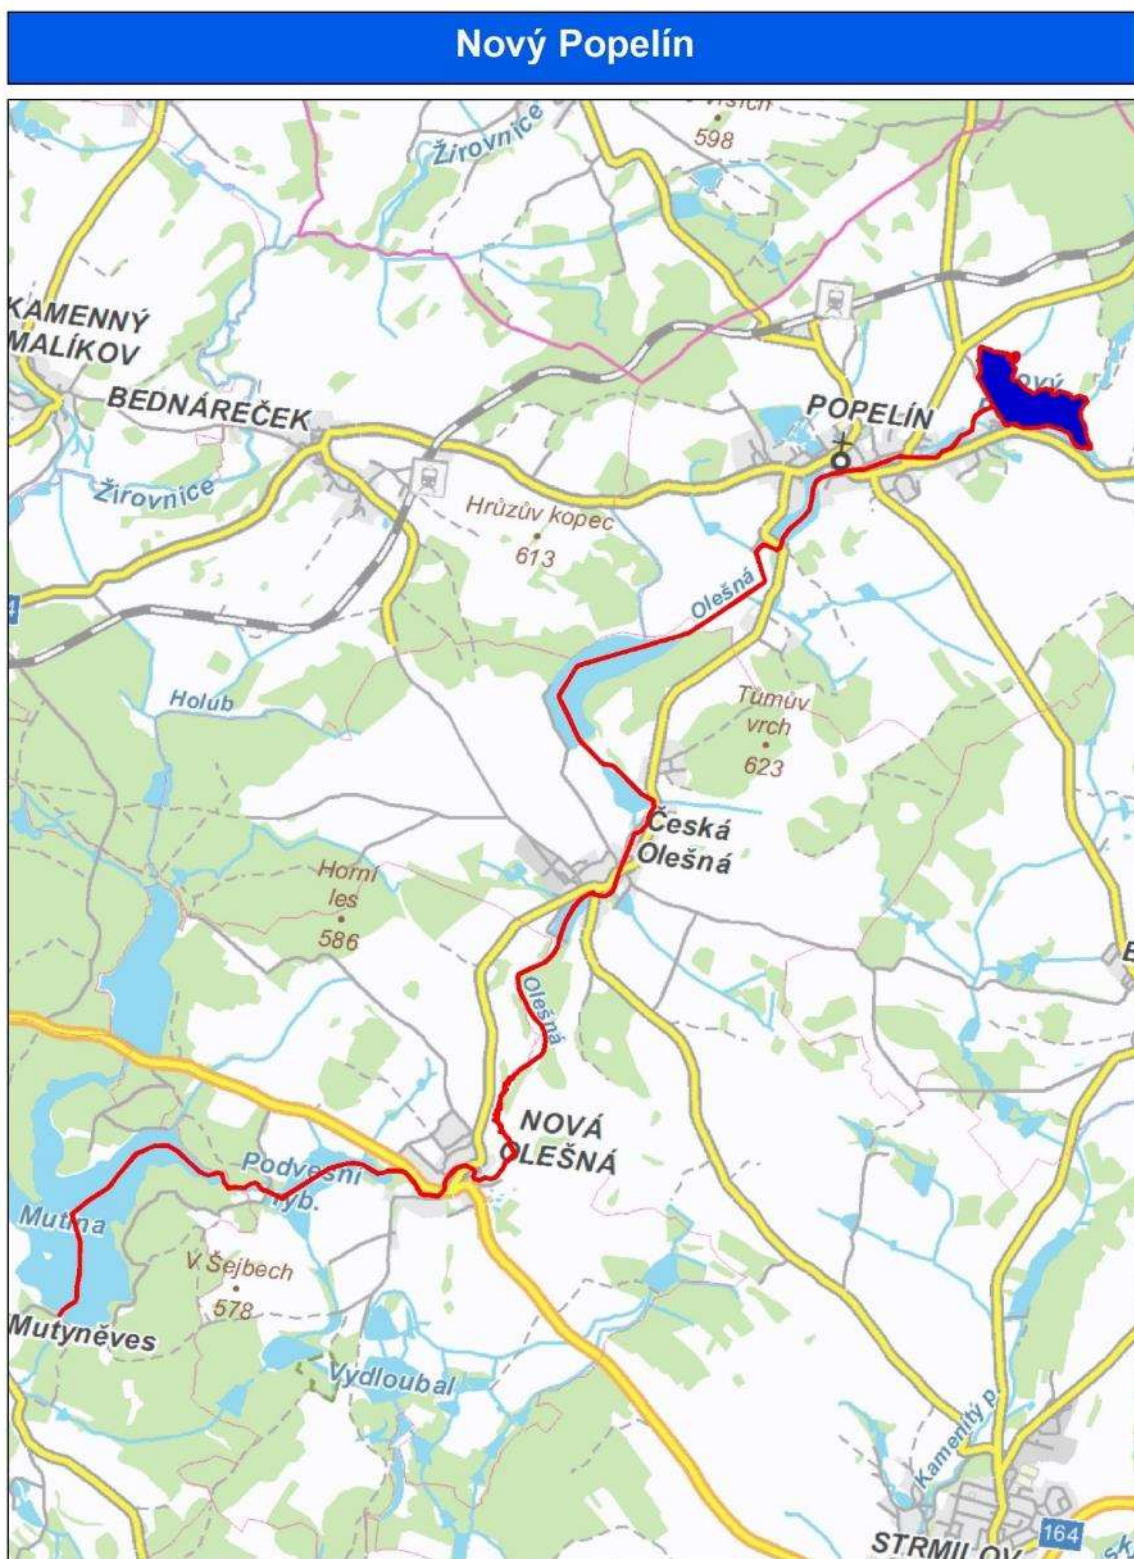 Nový Popelín
598
Žirovnice
KAMENNÝ
MALÍKOV
BEDNÁREČEK
POPELÍN
Žirovnice
Hrůzův kopec
613
Olešná
Holub
Tůmův
vrch
623
Česká
Olešná
Horní
les
586
Olešná
NOVÁ
OLEŠNÁ
Podvesní
ryb.
Mutina
V Šejbech
578
Mutyněves
Vydloubal
Kamenitý p.
164
STRMILOV